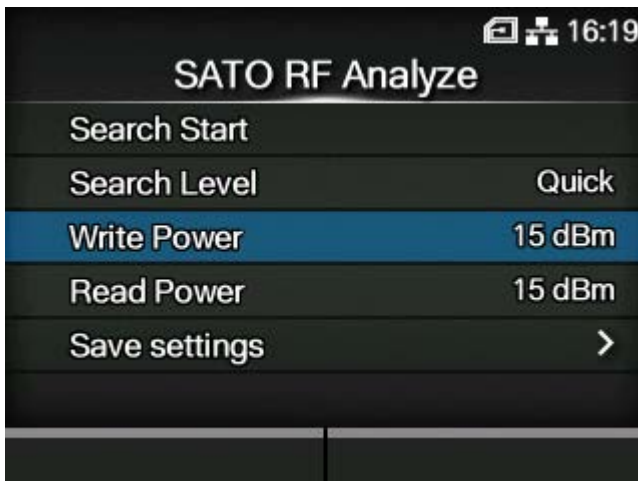 16:19
SATO RF Analyze
Search Start
Search Level Quick
Write Power 15 dBm
Read Power 15 dBm
Save settings >